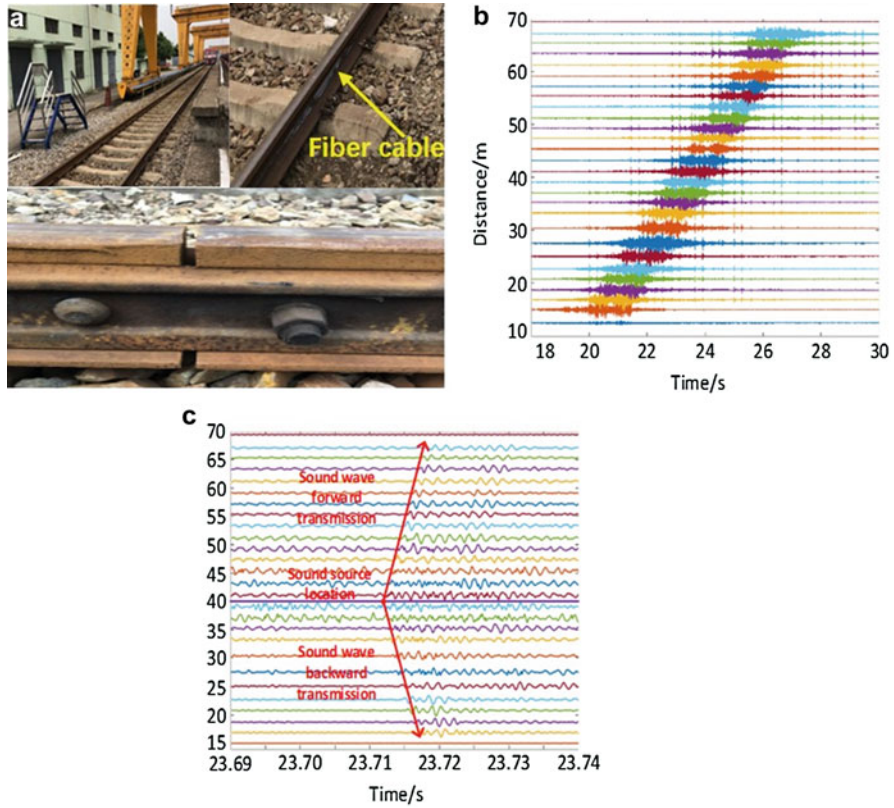 a
Fiber cable
b
70
60
50
40
30
20
10
Distance/m
18 20 22 24 26 28 30
Time/s
c
70
65
60
55
50
45
40
35
30
25
20
15
Sound wave
forward
transmission
Sound source
location
Sound wave
backward
transmission
23.69 23.70 23.71 23.72 23.73 23.74
Time/s